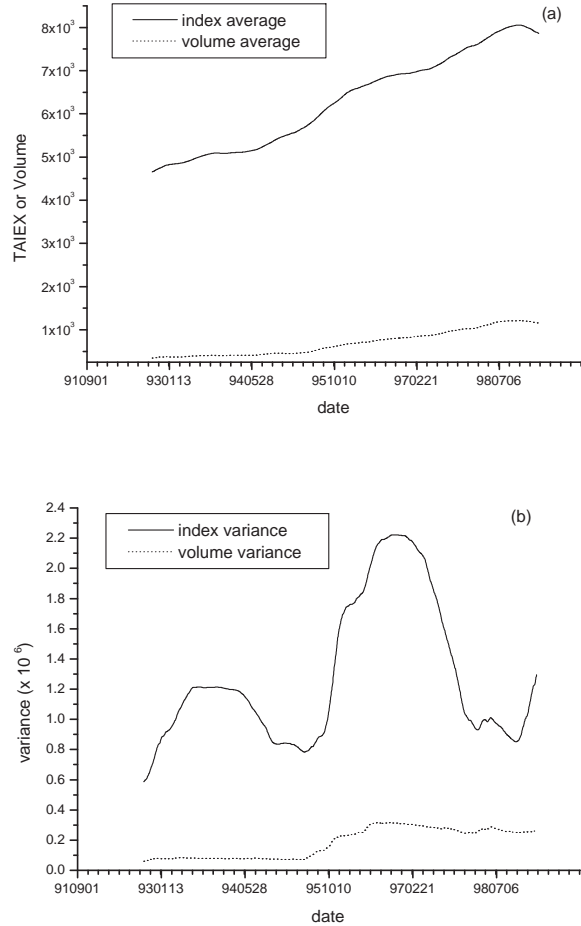 (a)
index average
volume average
8x10³
7x10³
6x10³
5x10³
4x10³
3x10³
2x10³
1x10³
TAIEX or Volume
910901 930113 940528 951010 970221 980706
date
(b)
index variance
volume variance
2.4
2.2
2.0
1.8
1.6
1.4
1.2
1.0
0.8
0.6
0.4
0.2
0.0
variance (x 10 ⁶)
910901 930113 940528 951010 970221 980706
date